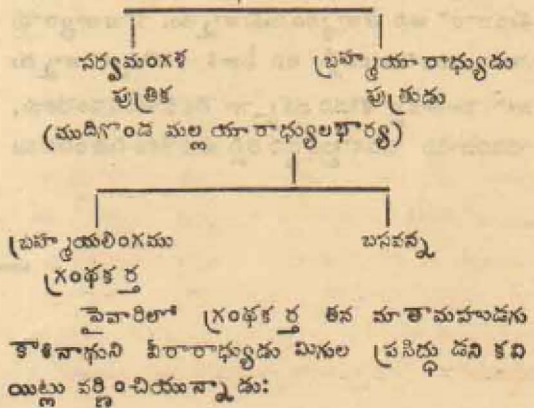 సర్వమంగళ బ్రహ్మయారాధ్యుడు
పుత్రిక పుత్రుడు
(ముదిగొండ మల్లయారాధ్యులభార్య)
బ్రహ్మయలింగము బసవన్న
గ్రంథకర్త
పైవారిలో గ్రంథకర్త తన మాతామహుడగు
కాశీనాథుని వీరారాధ్యుడు మిగుల ప్రసిద్ధుడని కవి
యిట్లు వర్ణించియున్నాడు: